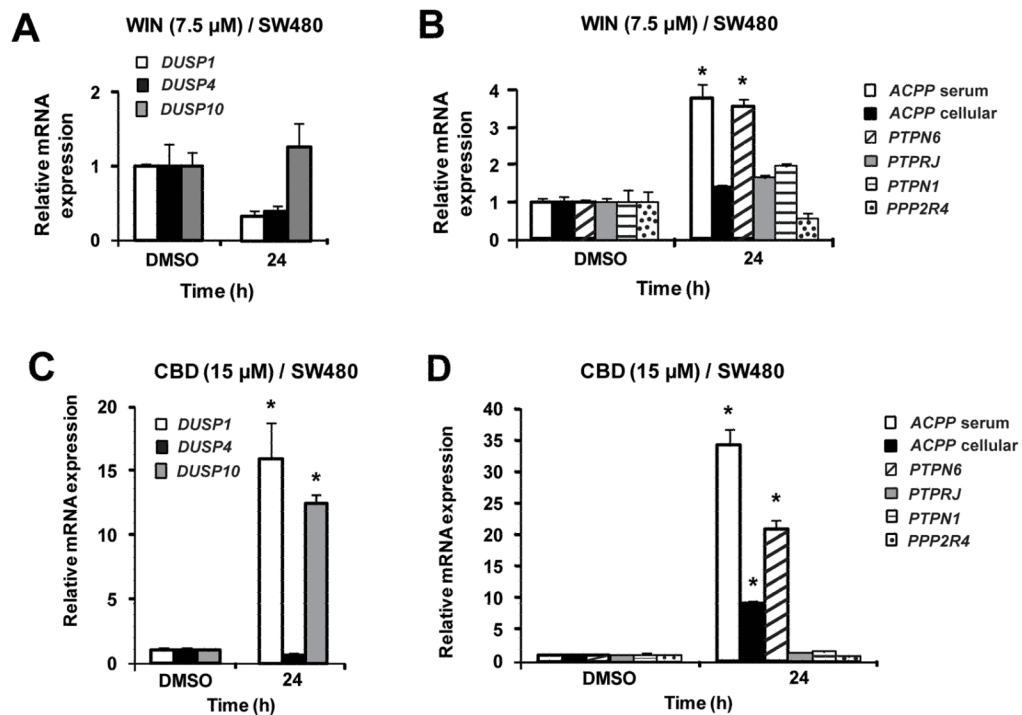 A
WIN (7.5 µM) / SW480
DUSP1
DUSP4
DUSP10
Relative mRNA
expression
2
1
0
DMSO
24
Time (h)
B
WIN (7.5 µM) / SW480
* *
ACPP serum
ACPP cellular
PTPN6
PTPRJ
PTPN1
PPP2R4
Relative mRNA
expression
4
3
2
1
0
DMSO
24
Time (h)
C
CBD (15 µM) / SW480
DUSP1
DUSP4
DUSP10
* *
Relative mRNA expression
20
15
10
5
0
DMSO
24
Time (h)
D
CBD (15 µM) / SW480
* * *
ACPP serum
ACPP cellular
PTPN6
PTPRJ
PTPN1
PPP2R4
Relative mRNA expression
40
35
30
25
20
15
10
5
0
DMSO
24
Time (h)